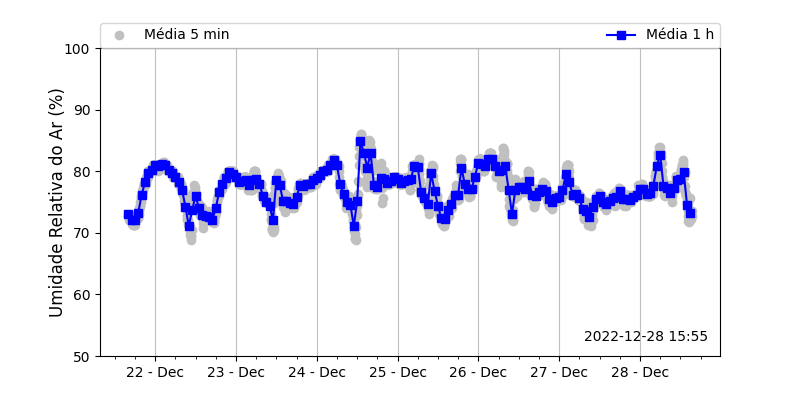 Média 5 min
Média 1 h
Umidade Relativa do Ar (%)
100
90
80
70
60
50
2022-12-28 15:55
22 - Dec
23 - Dec
24 - Dec
25 - Dec
26 - Dec
27 - Dec
28 - Dec